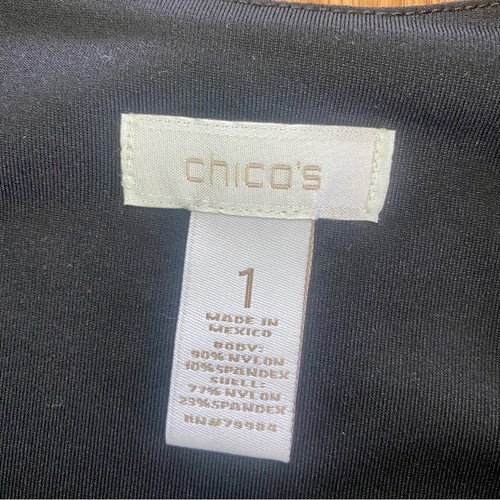 chico's
1
MADE IN
MEXICO
BODY:
90% NYLON
10% SPANDEX
SHELL:
77% NYLON
23% SPANDEX
RN#79984